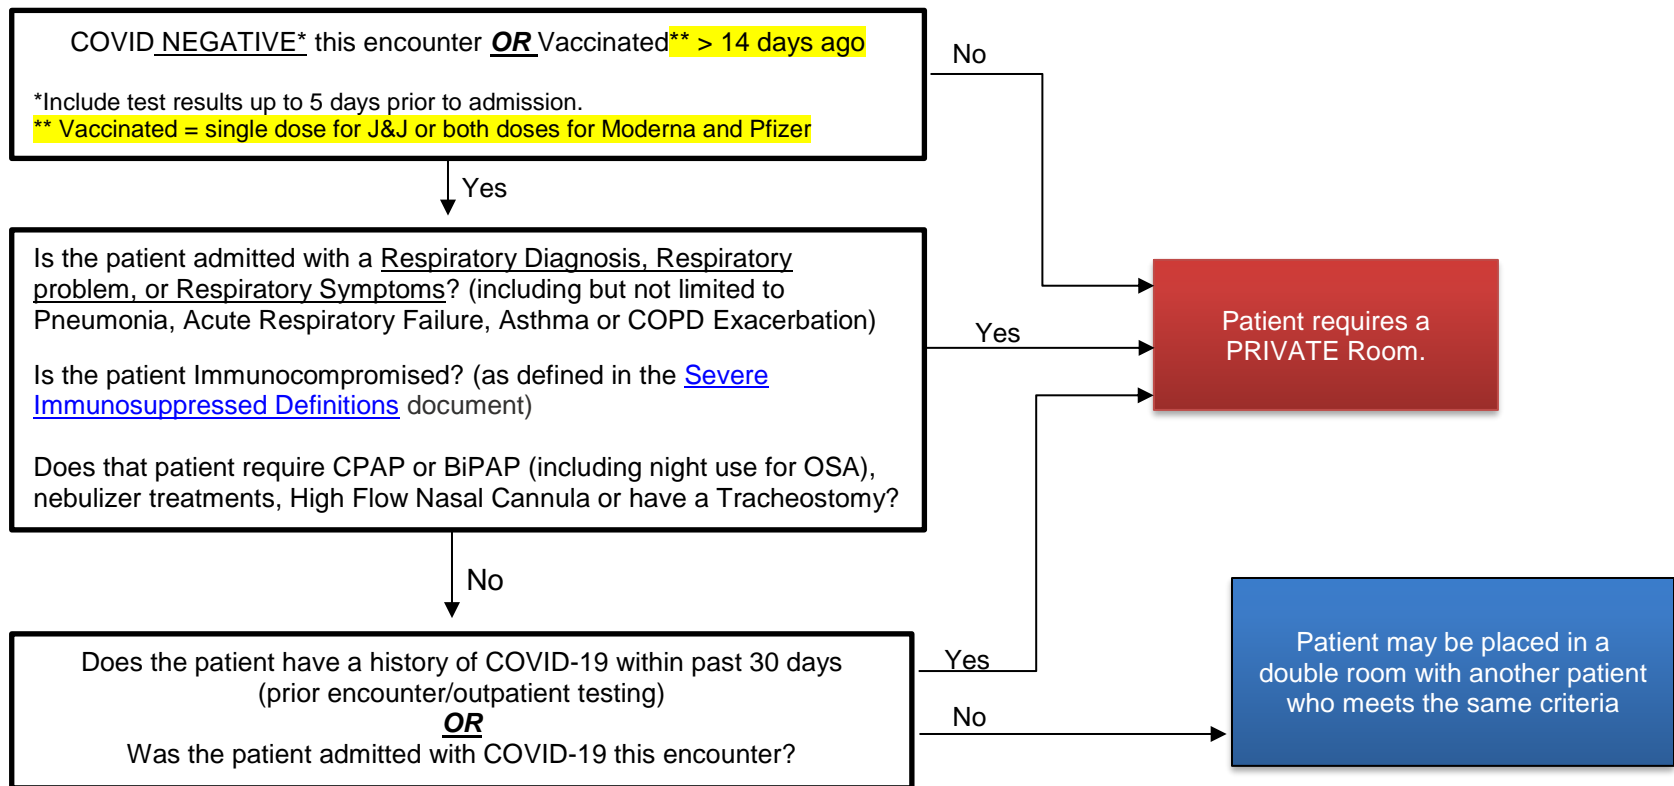 COVID NEGATIVE* this encounter OR Vaccinated** > 14 days ago
*Include test results up to 5 days prior to admission.
** Vaccinated = single dose for J&J or both doses for Moderna and Pfizer
No
Yes
Is the patient admitted with a Respiratory Diagnosis, Respiratory
problem, or Respiratory Symptoms? (including but not limited to
Pneumonia, Acute Respiratory Failure, Asthma or COPD Exacerbation)
Is the patient Immunocompromised? (as defined in the Severe
Immunosuppressed Definitions document)
Does that patient require CPAP or BiPAP (including night use for OSA),
nebulizer treatments, High Flow Nasal Cannula or have a Tracheostomy?
Yes
Patient requires a
PRIVATE Room.
No
Does the patient have a history of COVID-19 within past 30 days
(prior encounter/outpatient testing)
OR
Was the patient admitted with COVID-19 this encounter?
Yes
No
Patient may be placed in a
double room with another patient
who meets the same criteria